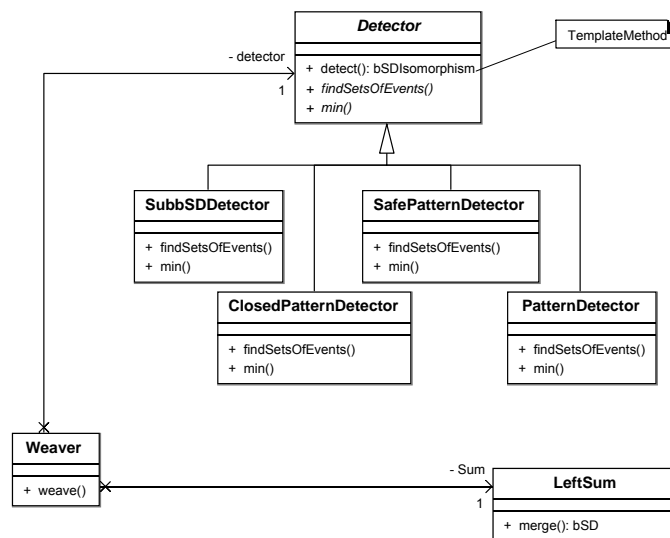 Detector
TemplateMethod
- detector
1
+ detect(): bSDIsomorphism
+ findSetsOfEvents()
+ min()
SubbSDDetector
+ findSetsOfEvents()
+ min()
SafePatternDetector
+ findSetsOfEvents()
+ min()
ClosedPatternDetector
+ findSetsOfEvents()
+ min()
PatternDetector
+ findSetsOfEvents()
+ min()
Weaver
+ weave()
- Sum
1
LeftSum
+ merge(): bSD